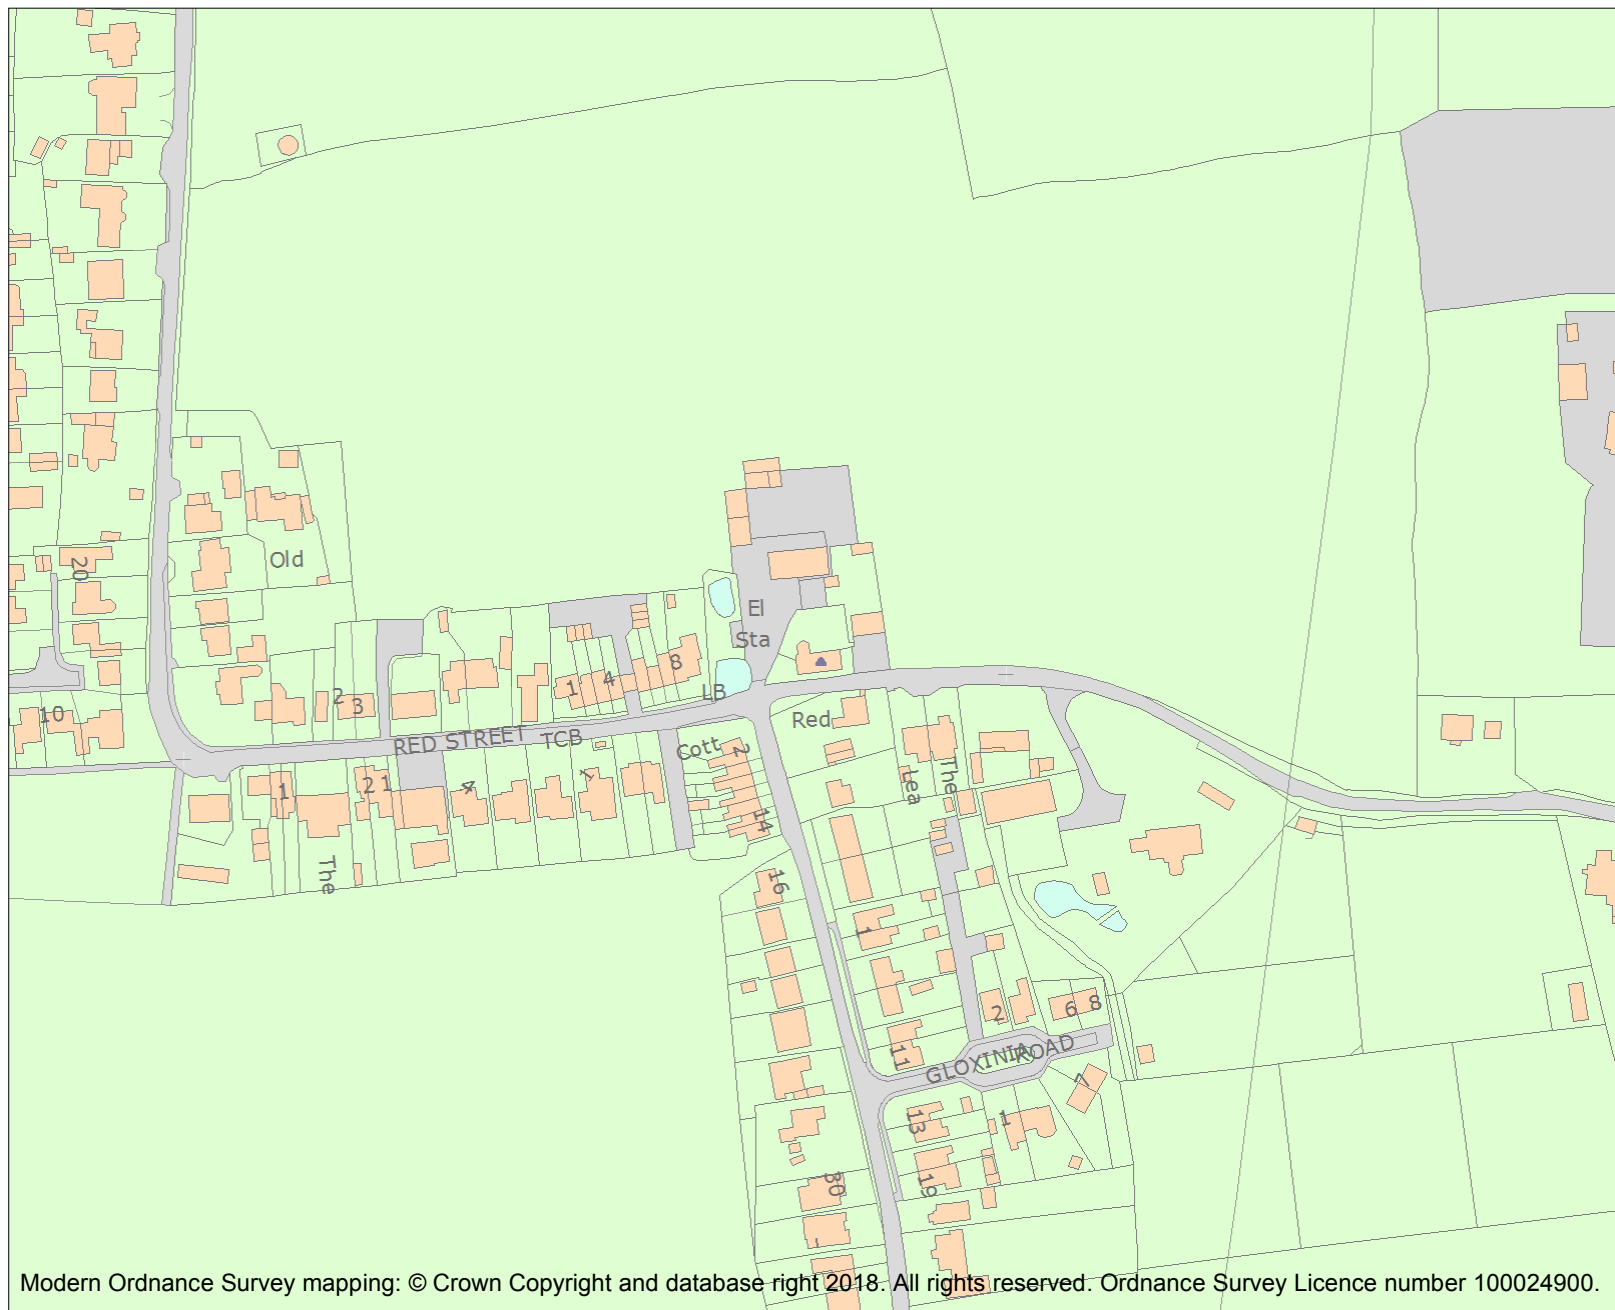 Old
20
El
Sta
8
4
1
2
3
10
LB
Red
RED STREET
TCB
Cott
2
14
1
2 1
4
1
The
Lea
The
16
1
2
6
8
11
GLOXINIA ROAD
7
13
1
19
30
Modern Ordnance Survey mapping: © Crown Copyright and database right 2018. All rights reserved. Ordnance Survey Licence number 100024900.